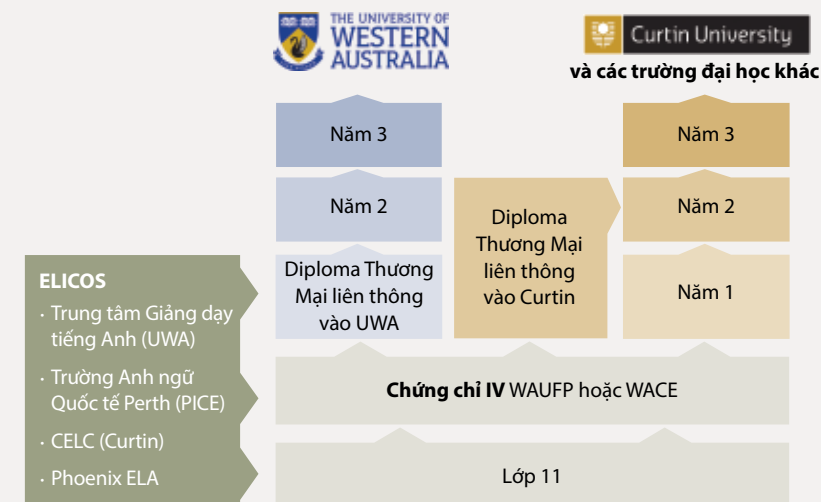 THE UNIVERSITY OF
WESTERN
AUSTRALIA
Curtin University
và các trường đại học khác
Năm 3
Năm 3
Năm 2
Năm 2
Diploma
Thương Mại
liên thông
vào Curtin
Diploma Thương
Mại liên thông
vào UWA
Năm 1
ELICOS
· Trung tâm Giảng dạy
tiếng Anh (UWA)
· Trường Anh ngữ
Quốc tế Perth (PICE)
· CELC (Curtin)
· Phoenix ELA
Chứng chỉ IV WAUFP hoặc WACE
Lớp 11